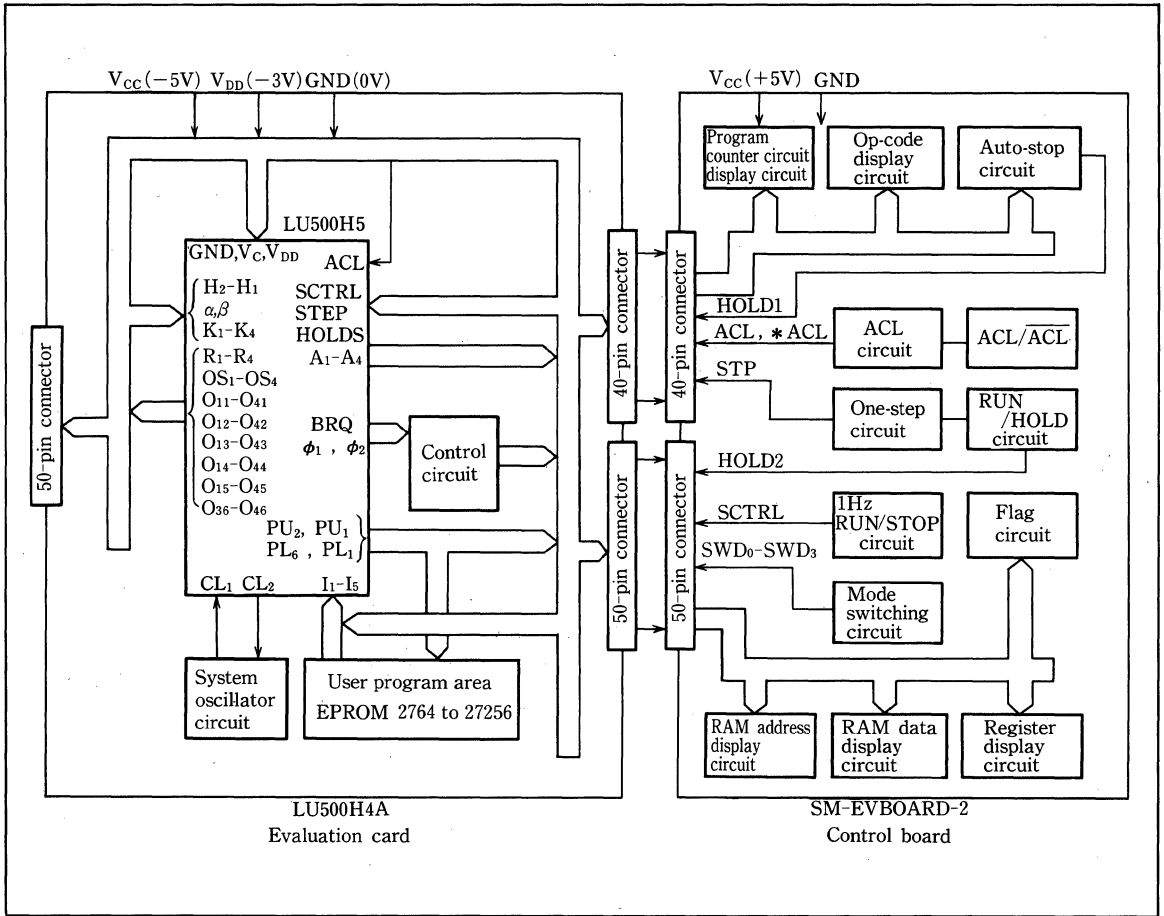 V_CC(−5V) V_DD(−3V) GND(0V)
LU500H5
GND,V_C,V_DD
ACL
H₂-H₁
α,β
K₁-K₄
R₁-R₄
OS₁-OS₄
O₁₁-O₄₁
O₁₂-O₄₂
O₁₃-O₄₃
O₁₄-O₄₄
O₁₅-O₄₅
O₃₆-O₄₆
SCTRL
STEP
HOLDS
A₁-A₄
BRQ
ϕ₁ , ϕ₂
PU₂, PU₁
PL₆ , PL₁
CL₁ CL₂
I₁-I₅
Control
circuit
System
oscillator
circuit
User program area
EPROM 2764 to 27256
50-pin connector
40-pin connector
50-pin connector
LU500H4A
Evaluation card
V_CC(+5V) GND
40-pin connector
50-pin connector
Program
counter circuit
display circuit
Op-code
display
circuit
Auto-stop
circuit
HOLD1
ACL, *ACL
ACL
circuit
ACL/A̅C̅L̅
STP
One-step
circuit
RUN
/HOLD
circuit
HOLD2
SCTRL
1Hz
RUN/STOP
circuit
Flag
circuit
SWD₀-SWD₃
Mode
switching
circuit
RAM address
display
circuit
RAM data
display
circuit
Register
display
circuit
SM-EVBOARD-2
Control board